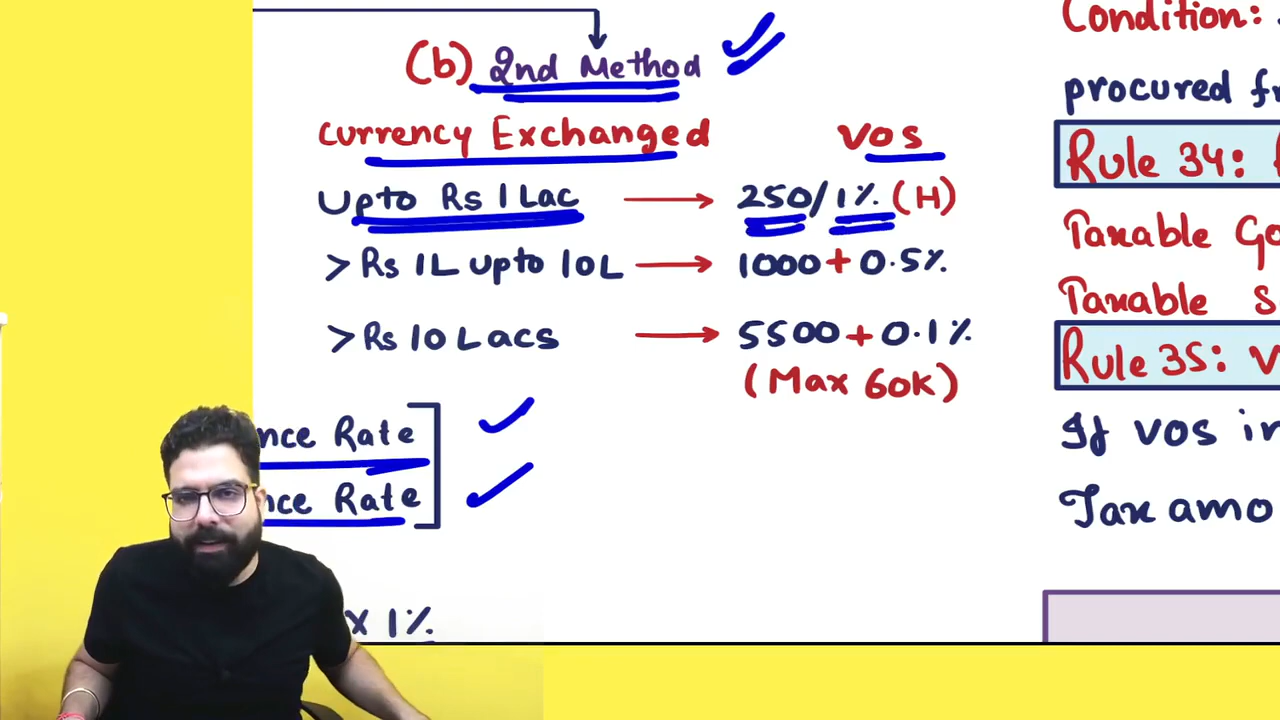 (b) 2nd Method
Currency Exchanged VOS
Upto Rs 1 Lac → 250/1% (H)
> Rs 1L upto 10L → 1000 + 0.5%
> Rs 10 Lacs → 5500 + 0.1%
(Max 60K)
nce Rate
nce Rate
x 1%
Condition:
procured fr
Rule 34:
Taxable Go
Taxable S
Rule 35: V
If VOS in
Tax amo